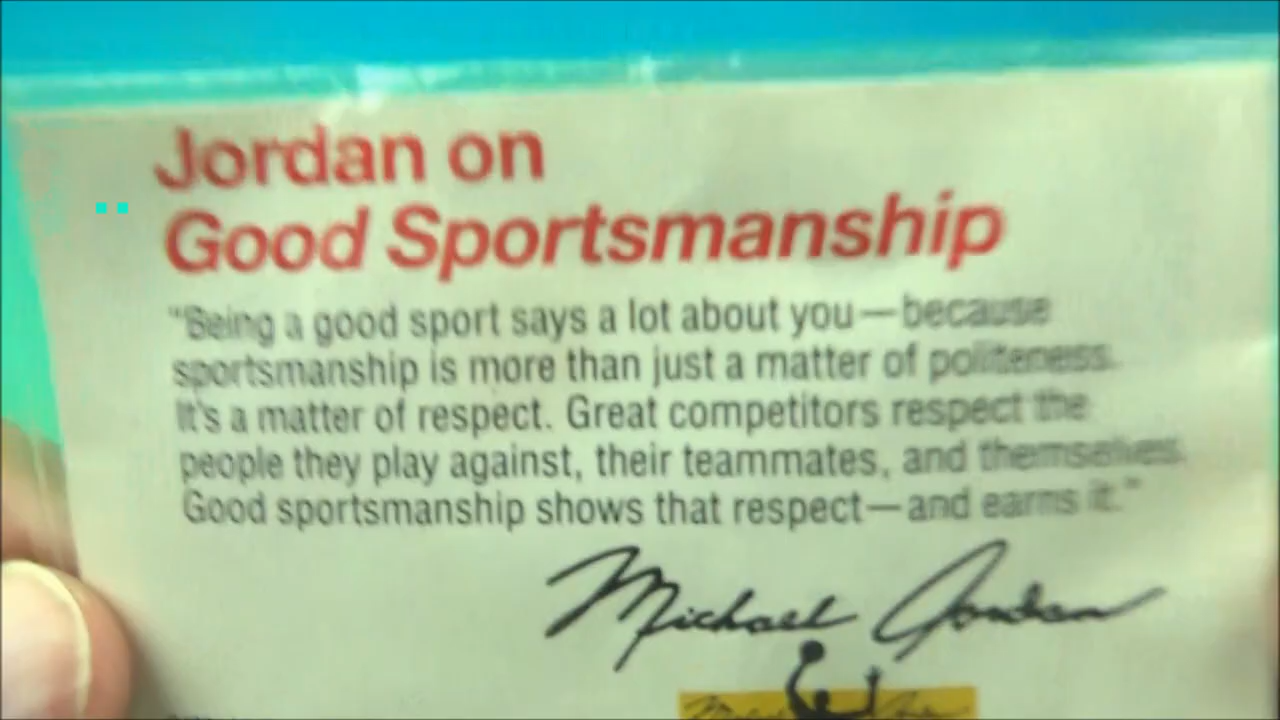 Jordan on
Good Sportsmanship
"Being a good sport says a lot about you—because
sportsmanship is more than just a matter of politeness.
It's a matter of respect. Great competitors respect the
people they play against, their teammates, and themselves.
Good sportsmanship shows that respect—and earns it."
Michael Jordan